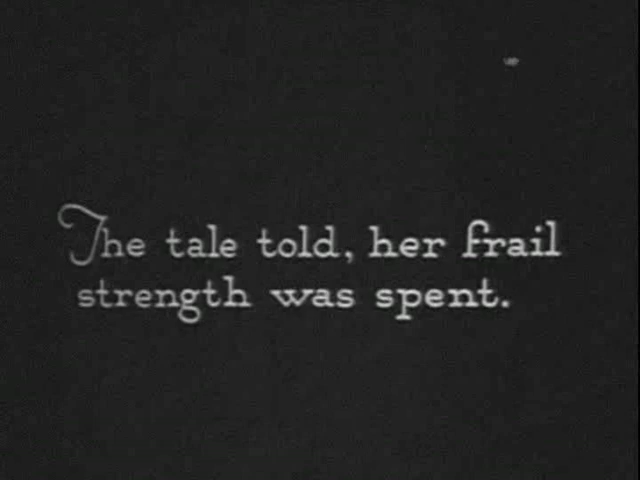 The tale told, her frail
strength was spent.